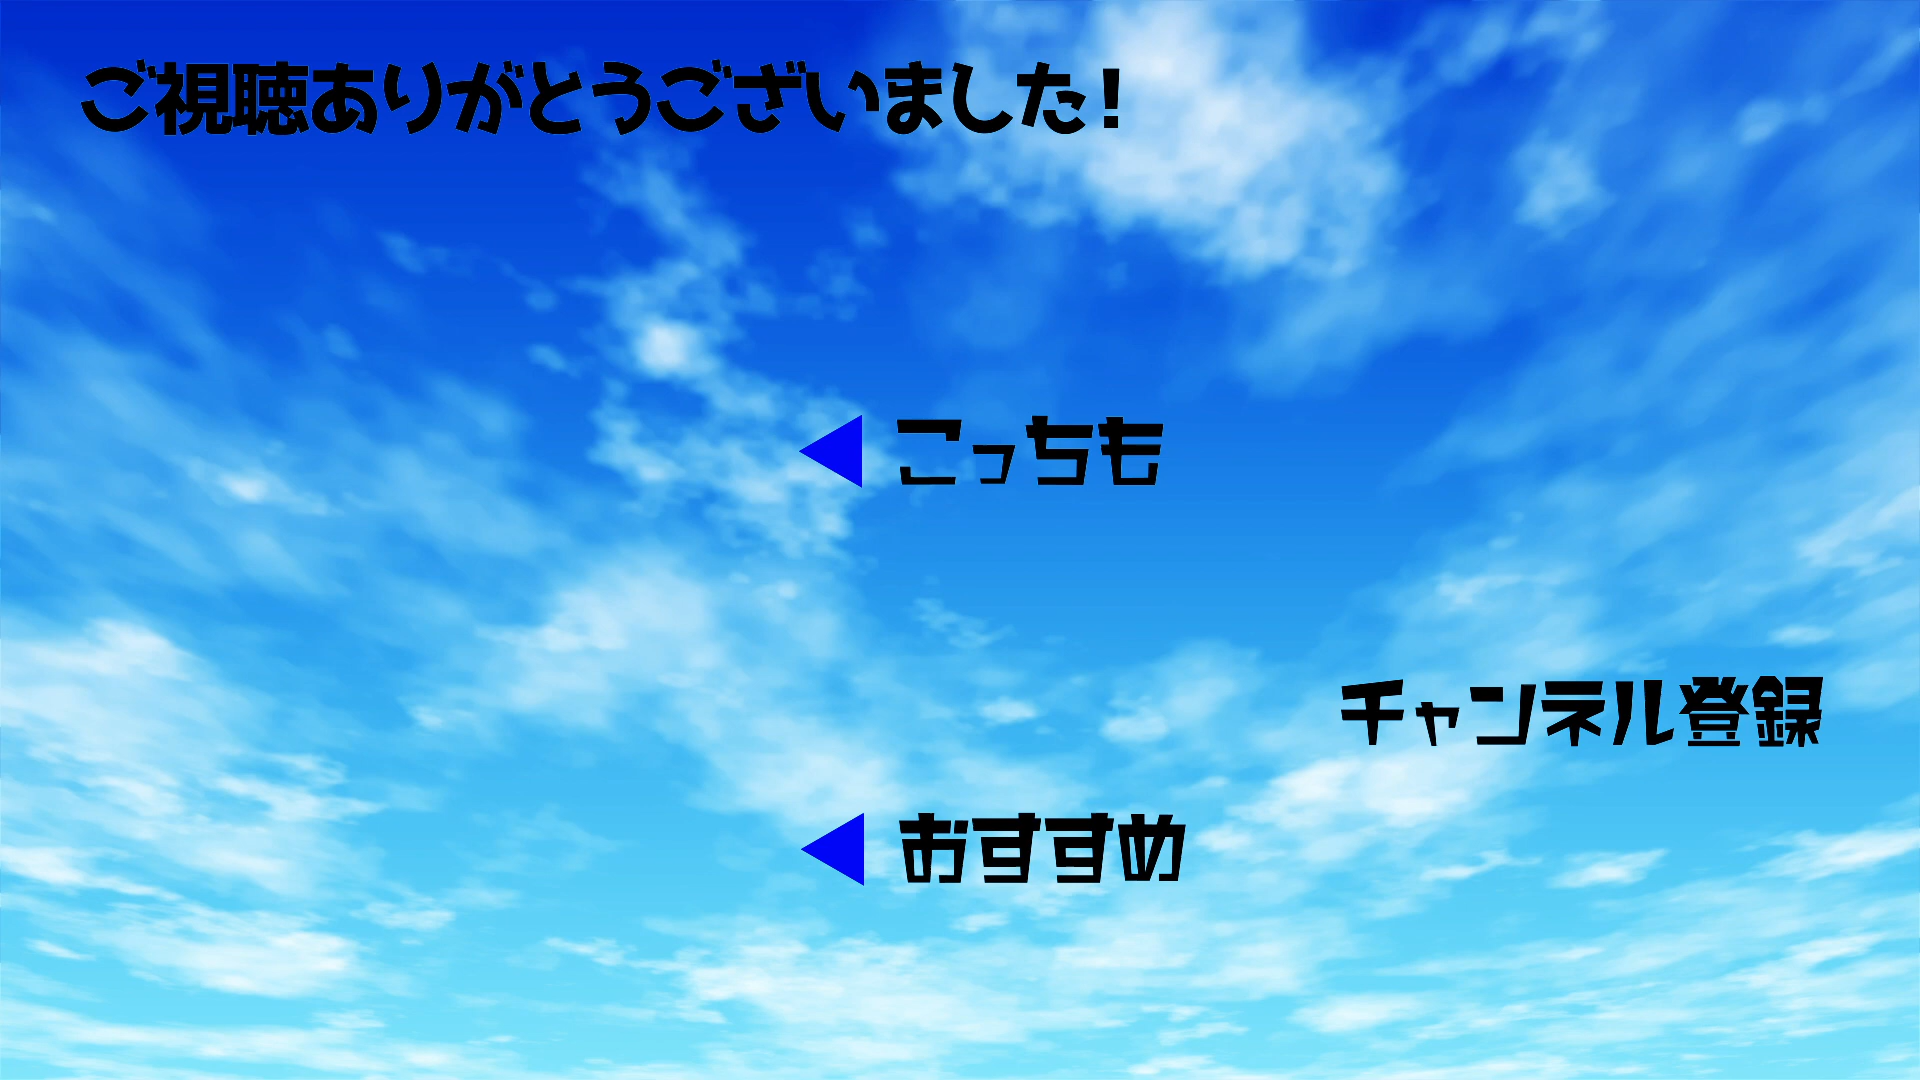 ご視聴ありがとうございました!
こっちも
チャンネル登録
おすすめ